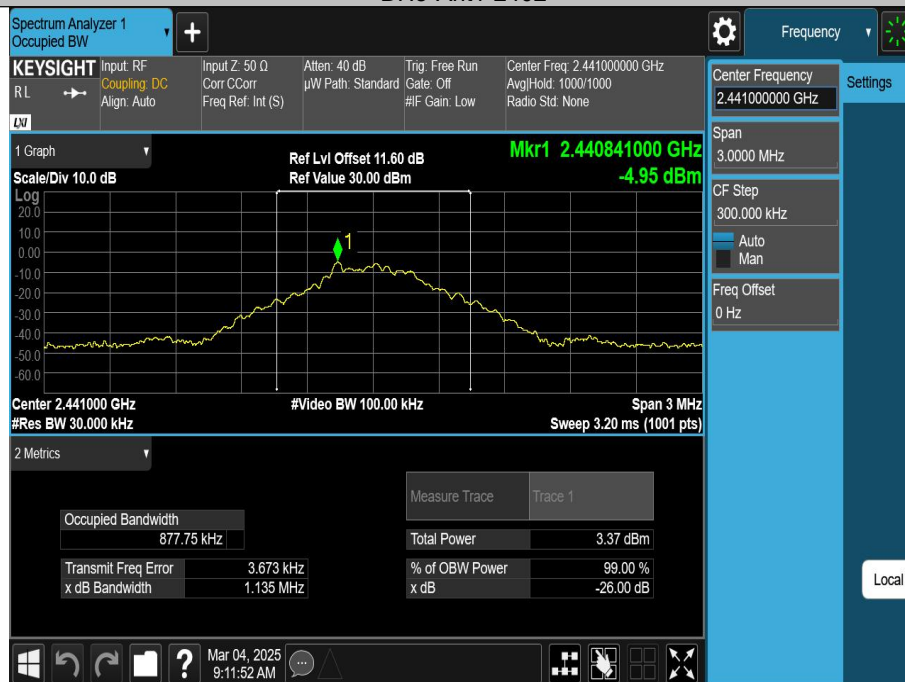 Spectrum Analyzer 1
Occupied BW
Frequency
KEYSIGHT
RL
LXI
Input: RF
Coupling: DC
Align: Auto
Input Z: 50 Ω
Corr CCorr
Freq Ref: Int (S)
Atten: 40 dB
µW Path: Standard
Trig: Free Run
Gate: Off
#IF Gain: Low
Center Freq: 2.441000000 GHz
Avg|Hold: 1000/1000
Radio Std: None
Center Frequency
2.441000000 GHz
Settings
Span
3.0000 MHz
CF Step
300.000 kHz
Auto
Man
Freq Offset
0 Hz
Local
1 Graph
Scale/Div 10.0 dB
Ref Lvl Offset 11.60 dB
Ref Value 30.00 dBm
Mkr1 2.440841000 GHz
-4.95 dBm
Log
20.0
10.0
0.00
-10.0
-20.0
-30.0
-40.0
-50.0
-60.0
1
Center 2.441000 GHz
#Res BW 30.000 kHz
#Video BW 100.00 kHz
Span 3 MHz
Sweep 3.20 ms (1001 pts)
2 Metrics
Measure Trace Trace 1
Occupied Bandwidth
877.75 kHz
Total Power 3.37 dBm
Transmit Freq Error 3.673 kHz
% of OBW Power 99.00 %
x dB Bandwidth 1.135 MHz
x dB -26.00 dB
Mar 04, 2025
9:11:52 AM